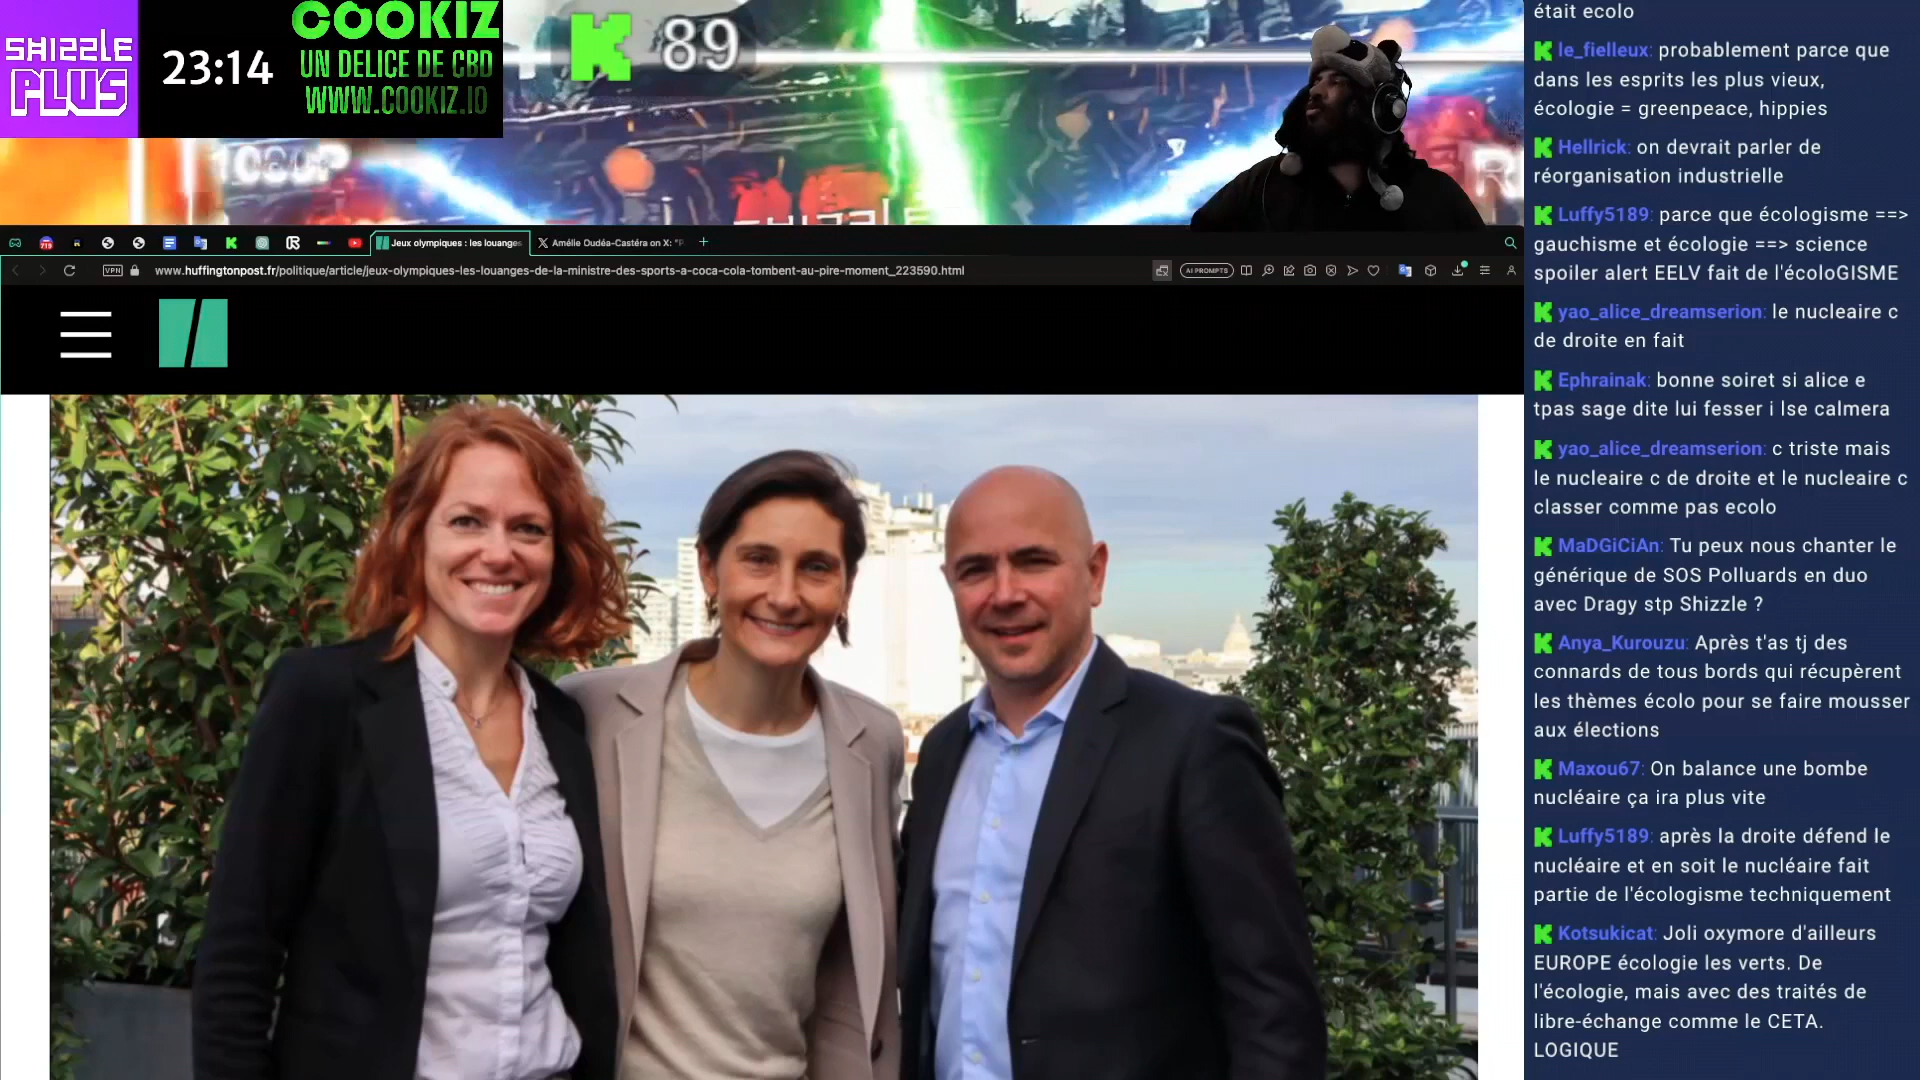 SHIZZLE
PLUS
23:14
COOKIZ
UN DELICE DE CBD
WWW.COOKIZ.IO
89
1080P
Jeux olympiques : les louanges
Amélie Oudéa-Castéra on X: "P
VPN
www.huffingtonpost.fr/politique/article/jeux-olympiques-les-louanges-de-la-ministre-des-sports-a-coca-cola-tombent-au-pire-moment_223590.html
AI PROMPTS
était ecolo
le_fielleux: probablement parce que
dans les esprits les plus vieux,
écologie = greenpeace, hippies
Hellrick: on devrait parler de
réorganisation industrielle
Luffy5189: parce que écologisme ==>
gauchisme et écologie ==> science
spoiler alert EELV fait de l'écoloGISME
yao_alice_dreamserion: le nucleaire c
de droite en fait
Ephrainak: bonne soiret si alice e
tpas sage dite lui fesser i lse calmera
yao_alice_dreamserion: c triste mais
le nucleaire c de droite et le nucleaire c
classer comme pas ecolo
MaDGiCiAn: Tu peux nous chanter le
générique de SOS Polluards en duo
avec Dragy stp Shizzle ?
Anya_Kurouzu: Après t'as tj des
connards de tous bords qui récupèrent
les thèmes écolo pour se faire mousser
aux élections
Maxou67: On balance une bombe
nucléaire ça ira plus vite
Luffy5189: après la droite défend le
nucléaire et en soit le nucléaire fait
partie de l'écologisme techniquement
Kotsukicat: Joli oxymore d'ailleurs
EUROPE écologie les verts. De
l'écologie, mais avec des traités de
libre-échange comme le CETA.
LOGIQUE